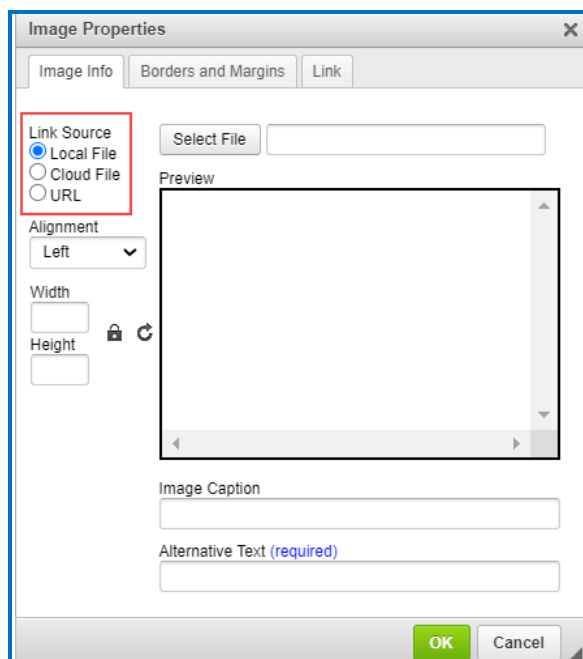 Image Properties
Image Info
Borders and Margins
Link
Link Source
Local File
Cloud File
URL
Select File
Preview
Alignment
Left
Width
Height
Image Caption
Alternative Text (required)
OK
Cancel